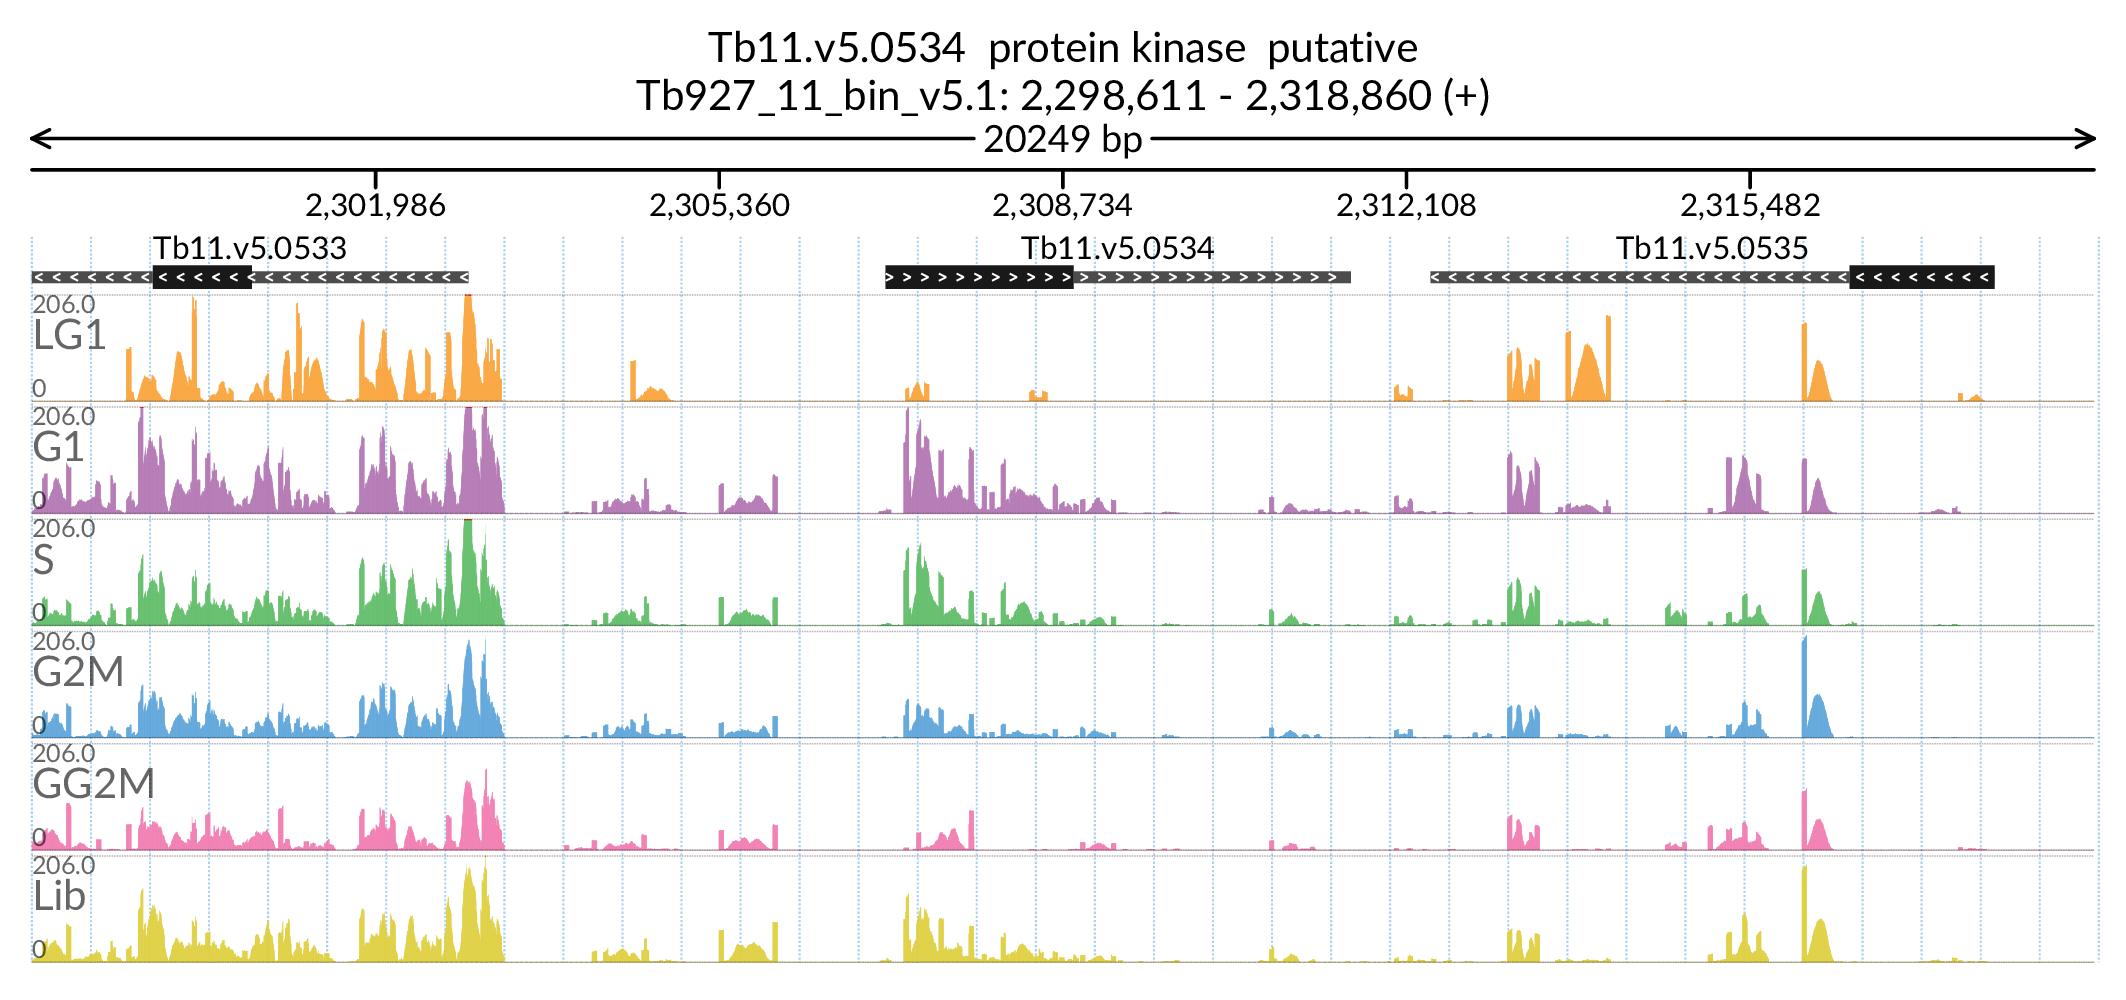 Tb11.v5.0534  protein kinase  putative
Tb927_11_bin_v5.1: 2,298,611 - 2,318,860 (+)
20249 bp
2,301,986 2,305,360 2,308,734 2,312,108 2,315,482
Tb11.v5.0533 Tb11.v5.0534 Tb11.v5.0535
206.0
LG1
0
206.0
G1
0
206.0
S
0
206.0
G2M
0
206.0
GG2M
0
206.0
Lib
0